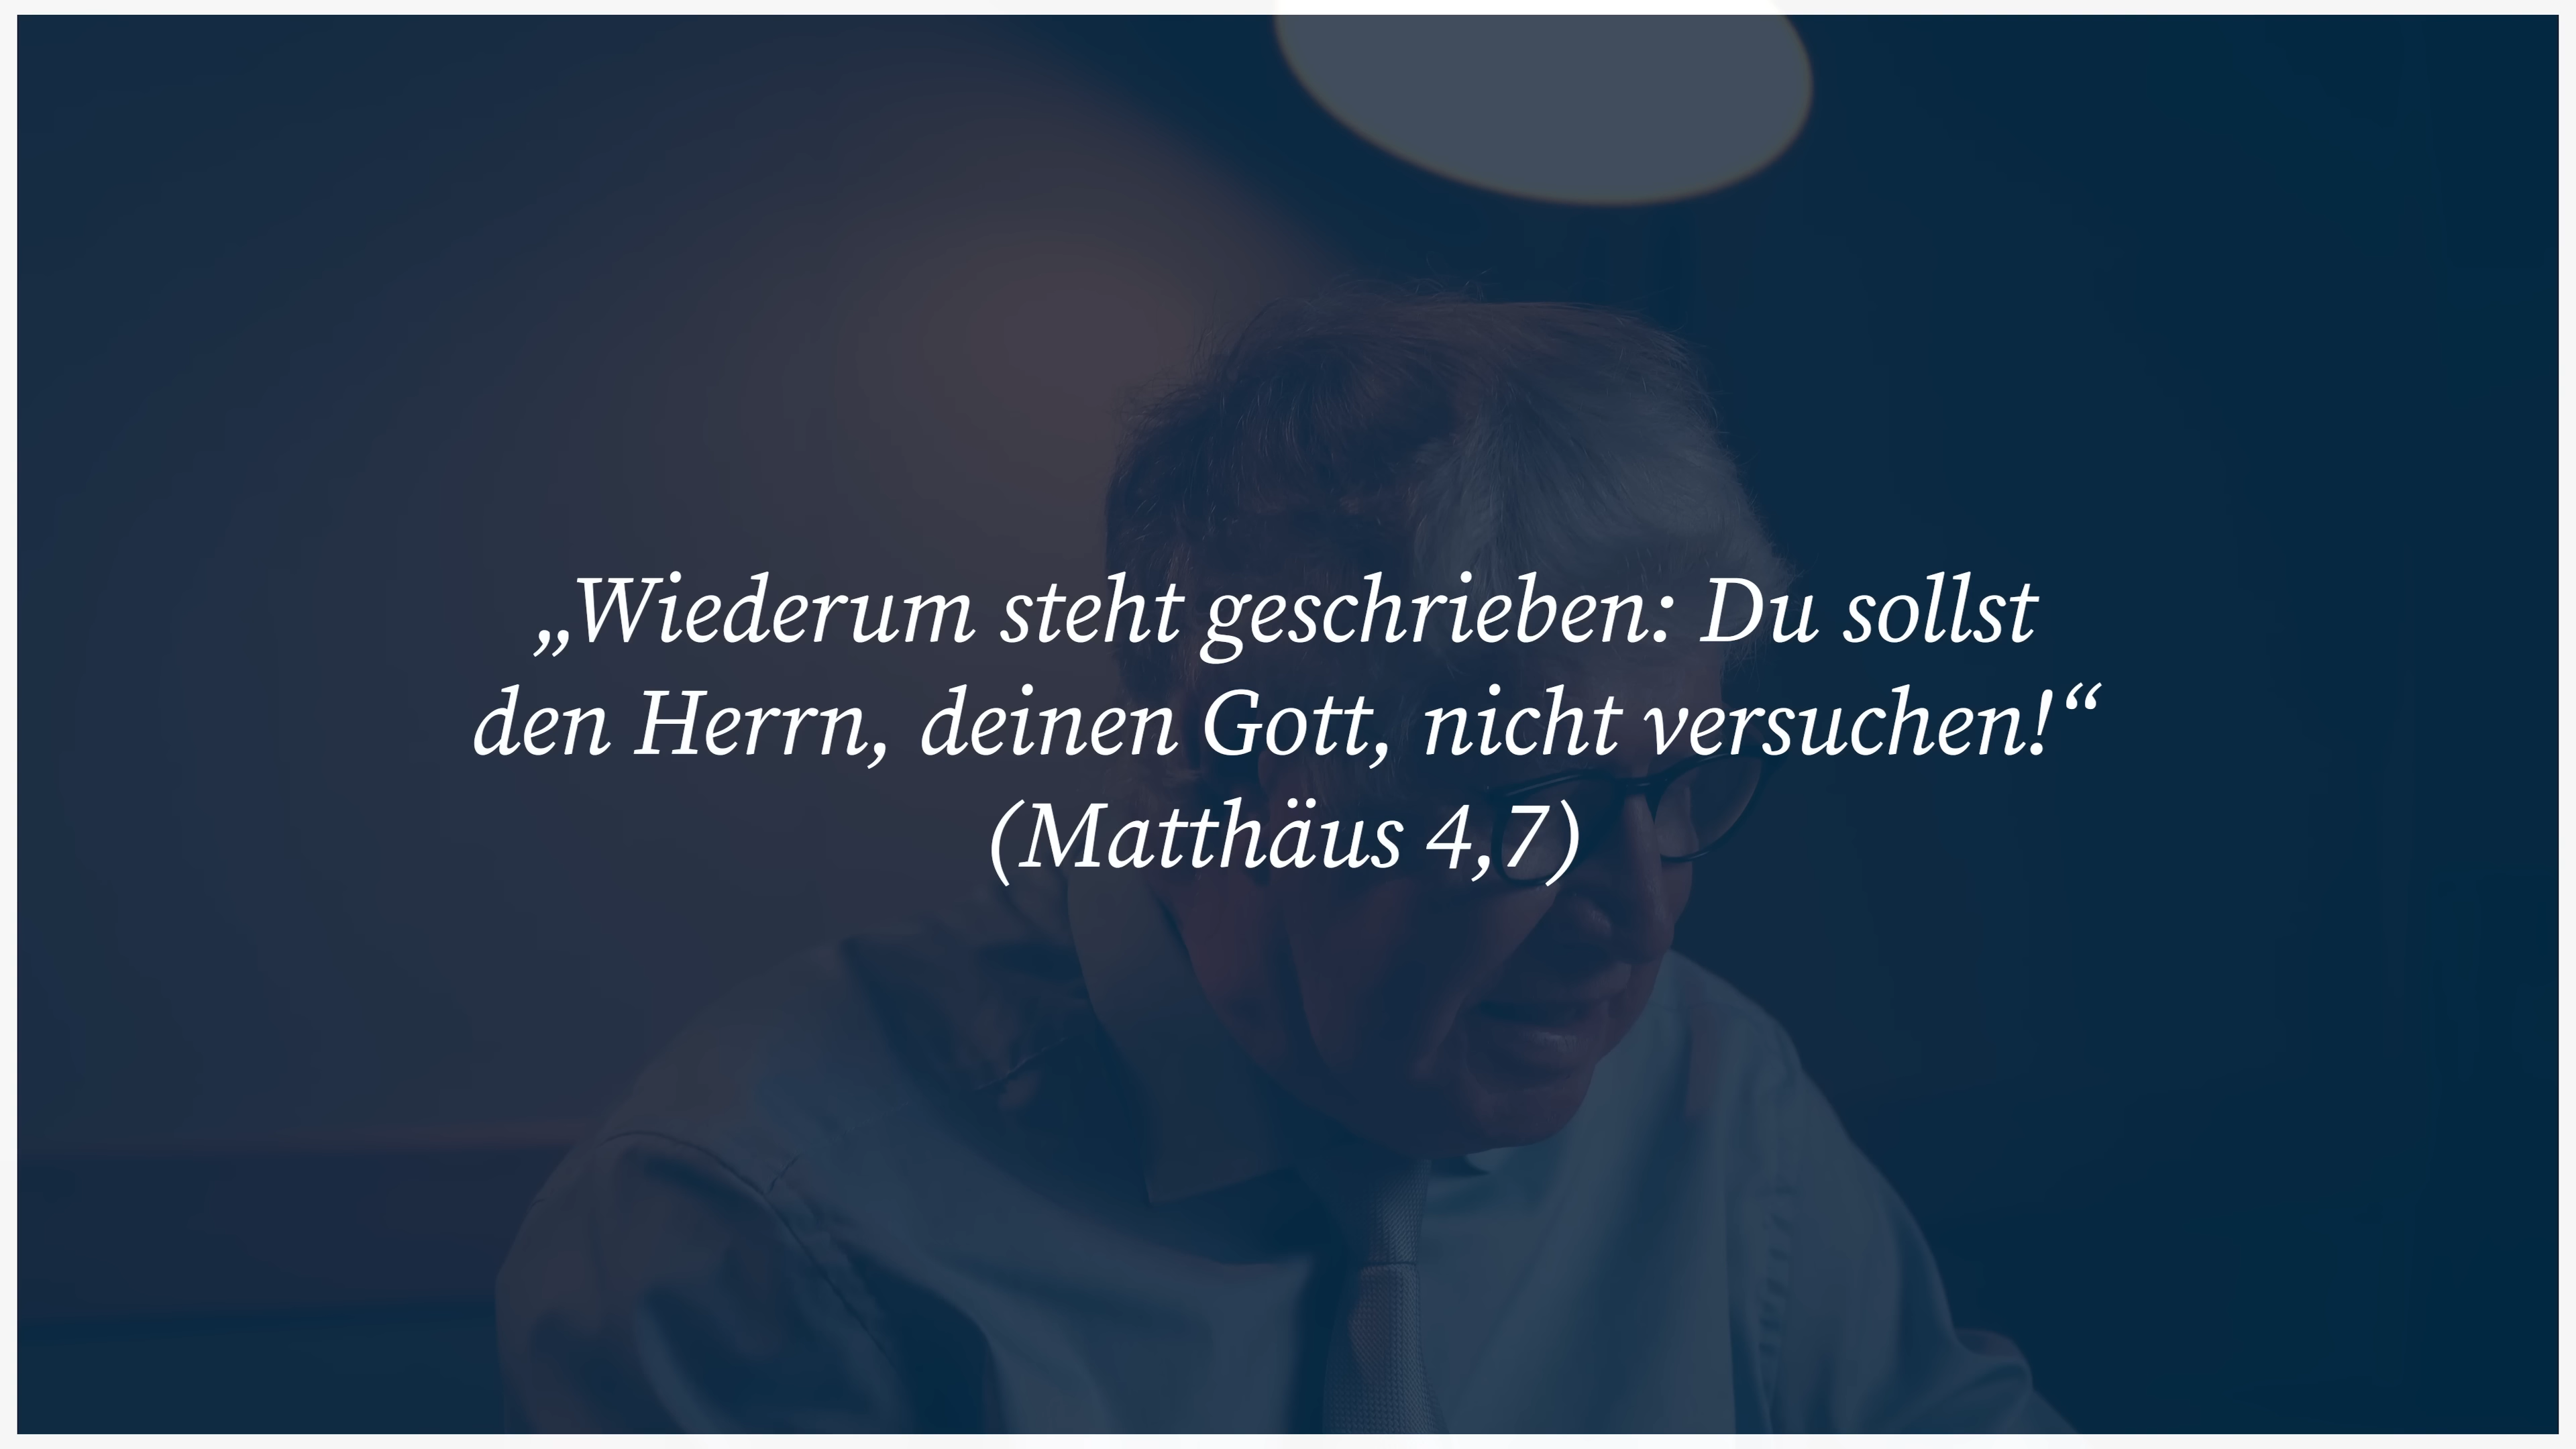 „Wiederum steht geschrieben: Du sollst
den Herrn, deinen Gott, nicht versuchen!“
(Matthäus 4,7)